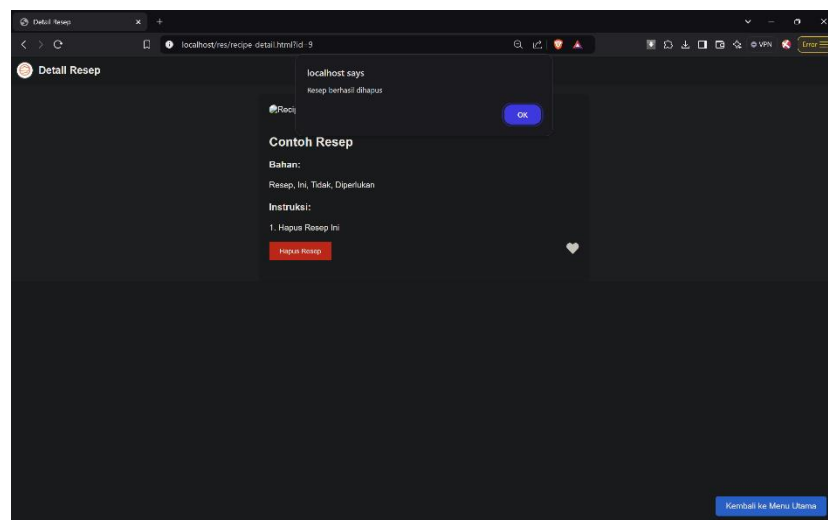 Detail Resep
localhost/res/recipe-detail.html?id=9
VPN
Error
Detail Resep
localhost says
Resep berhasil dihapus
OK
Recip
Contoh Resep
Bahan:
Resep, Ini, Tidak, Diperlukan
Instruksi:
1. Hapus Resep Ini
Hapus Resep
Kembali ke Menu Utama